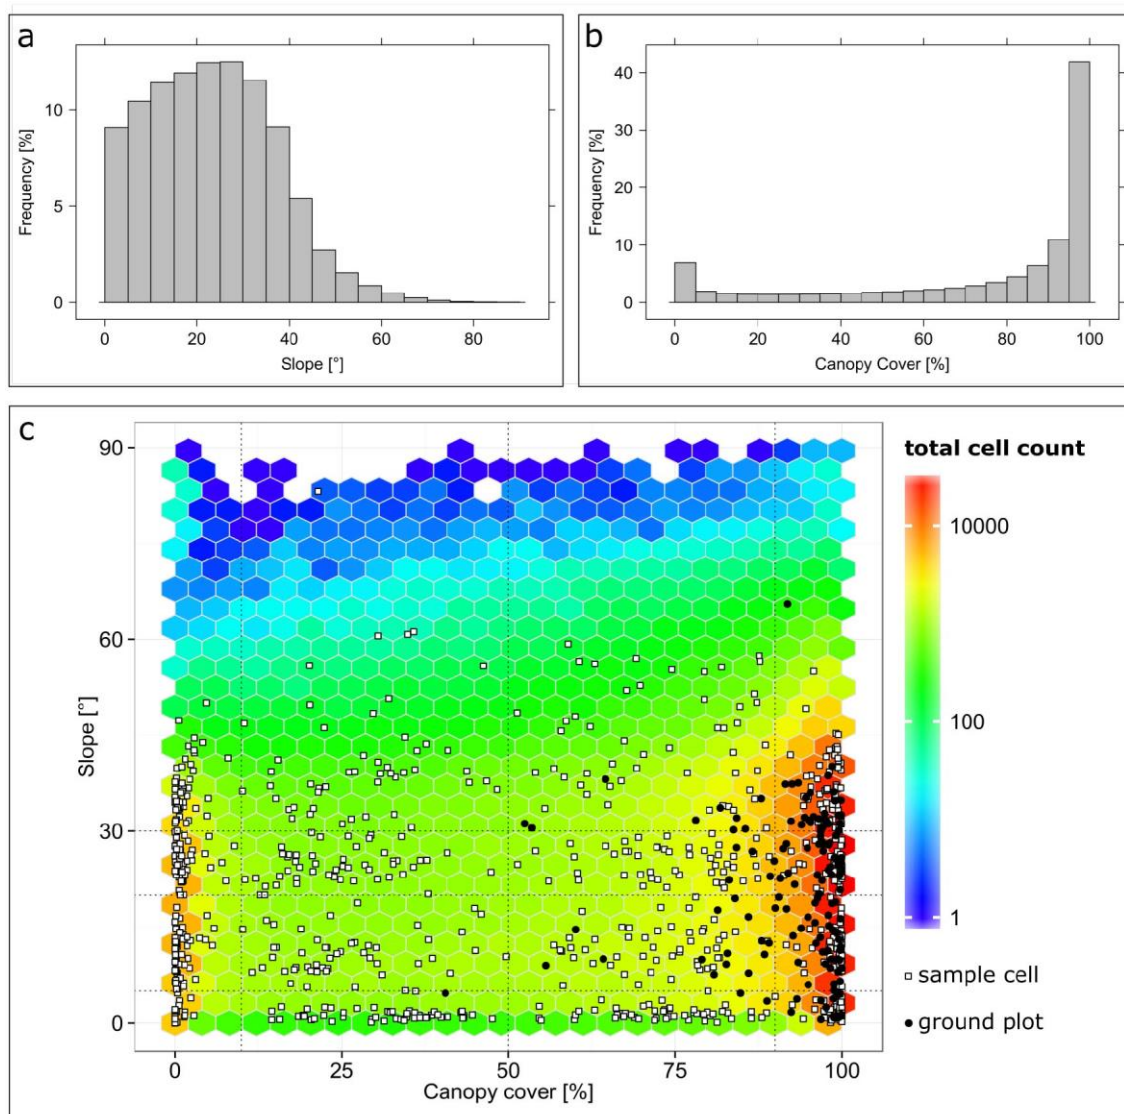 a
Frequency [%]
10
5
0
0 20 40 60 80
Slope [°]
b
Frequency [%]
40
30
20
10
0
0 20 40 60 80 100
Canopy Cover [%]
c
Slope [°]
90
60
30
0
0 25 50 75 100
Canopy cover [%]
total cell count
10000
100
1
sample cell
ground plot